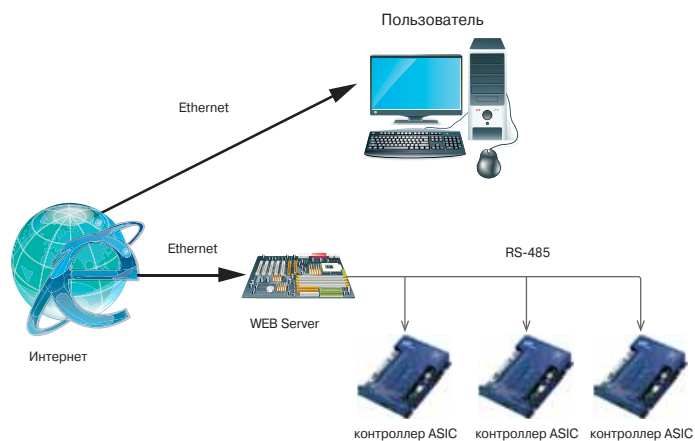 Пользователь
Ethernet
Ethernet
RS-485
WEB Server
Интернет
контроллер ASIC
контроллер ASIC
контроллер ASIC